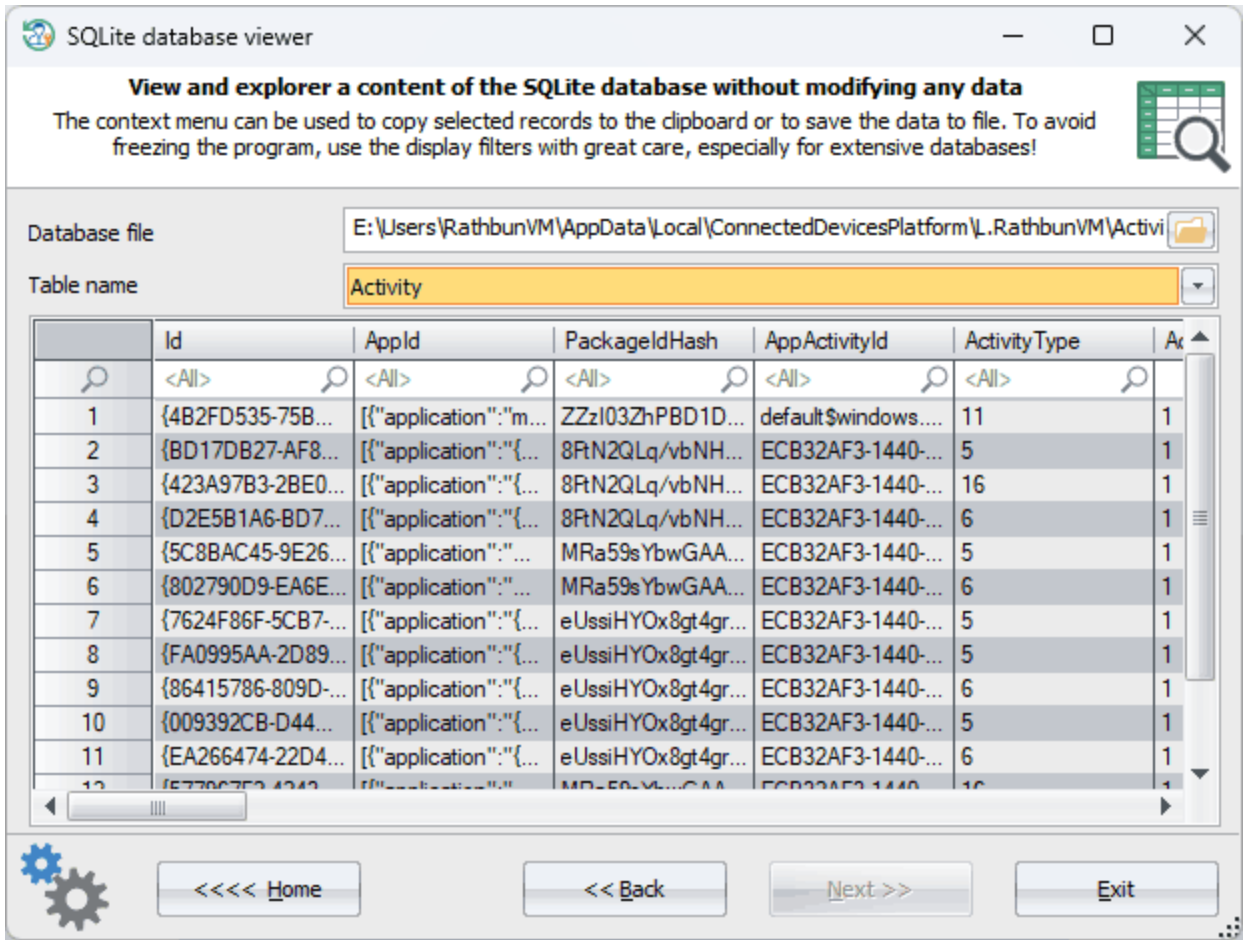 SQLite database viewer
View and explorer a content of the SQLite database without modifying any data
The context menu can be used to copy selected records to the clipboard or to save the data to file. To avoid
freezing the program, use the display filters with great care, especially for extensive databases!
Database file E:\Users\RathbunVM\AppData\Local\ConnectedDevicesPlatform\L.RathbunVM\Activi
Table name Activity
Id AppId PackageIdHash AppActivityId ActivityType Ac
<All> <All> <All> <All> <All>
1 {4B2FD535-75B... [{"application":"m... ZZzI03ZhPBD1D... default$windows.... 11 1
2 {BD17DB27-AF8... [{"application":"{... 8FtN2QLq/vbNH... ECB32AF3-1440-... 5 1
3 {423A97B3-2BE0... [{"application":"{... 8FtN2QLq/vbNH... ECB32AF3-1440-... 16 1
4 {D2E5B1A6-BD7... [{"application":"{... 8FtN2QLq/vbNH... ECB32AF3-1440-... 6 1
5 {5C8BAC45-9E26... [{"application":"... MRa59sYbwGAA... ECB32AF3-1440-... 5 1
6 {802790D9-EA6E... [{"application":"... MRa59sYbwGAA... ECB32AF3-1440-... 6 1
7 {7624F86F-5CB7-... [{"application":"{... eUssiHYOx8gt4gr... ECB32AF3-1440-... 5 1
8 {FA0995AA-2D89... [{"application":"{... eUssiHYOx8gt4gr... ECB32AF3-1440-... 5 1
9 {86415786-809D-... [{"application":"{... eUssiHYOx8gt4gr... ECB32AF3-1440-... 6 1
10 {009392CB-D44... [{"application":"{... eUssiHYOx8gt4gr... ECB32AF3-1440-... 5 1
11 {EA266474-22D4... [{"application":"{... eUssiHYOx8gt4gr... ECB32AF3-1440-... 6 1
12
<<<< Home << Back Next >> Exit